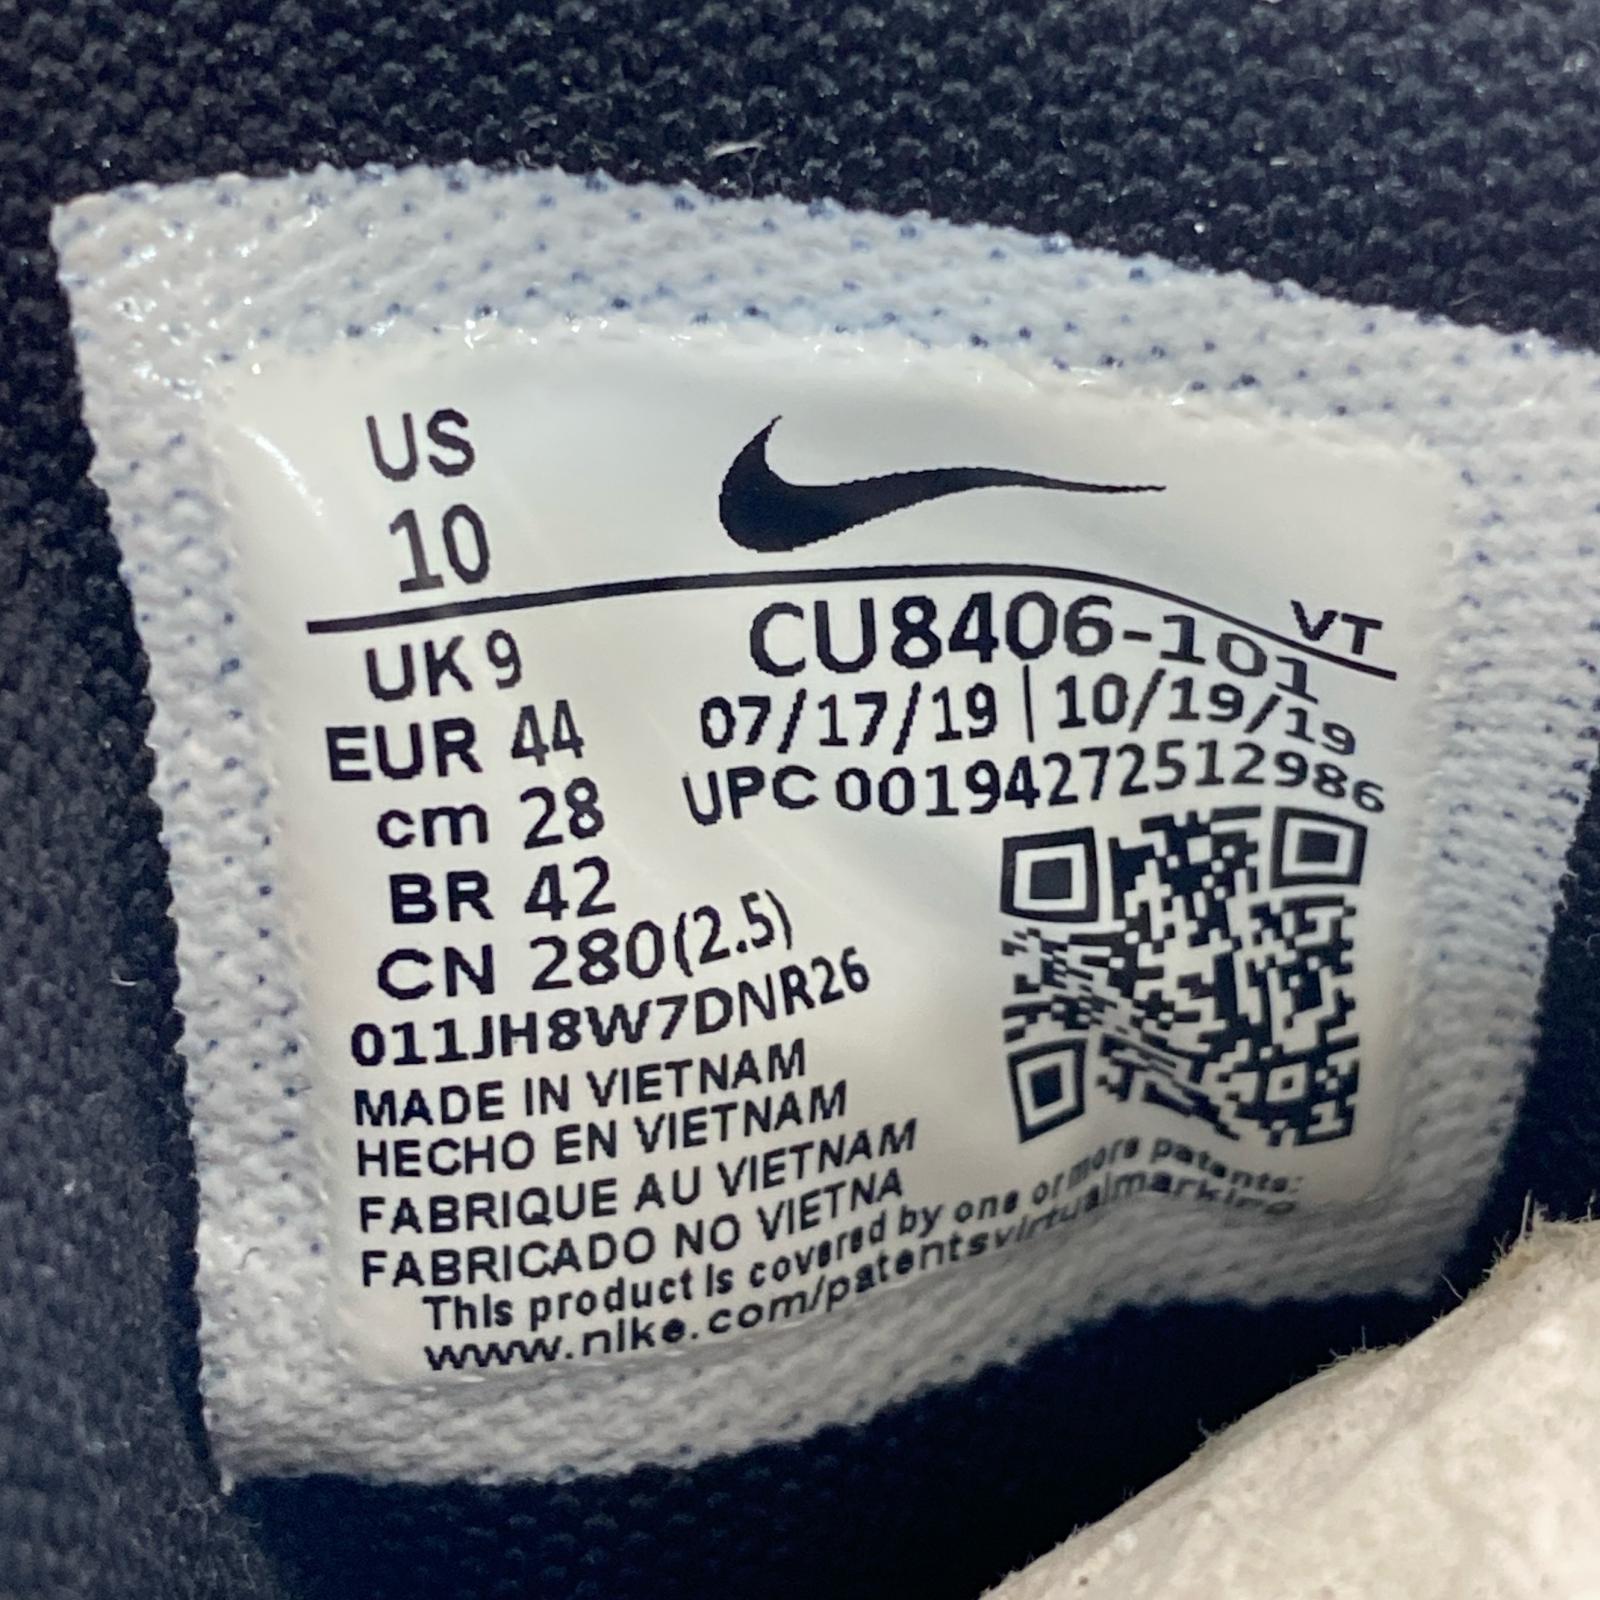 US
10
VT
UK 9
CU8406-101
EUR 44
07/17/19 | 10/19/19
cm 28
UPC 00194272512986
BR 42
CN 280(2.5)
011JH8W7DNR26
MADE IN VIETNAM
HECHO EN VIETNAM
FABRIQUE AU VIETNAM
FABRICADO NO VIETNA
This product is covered by one or more patents:
www.nike.com/patentsvirtualmarking